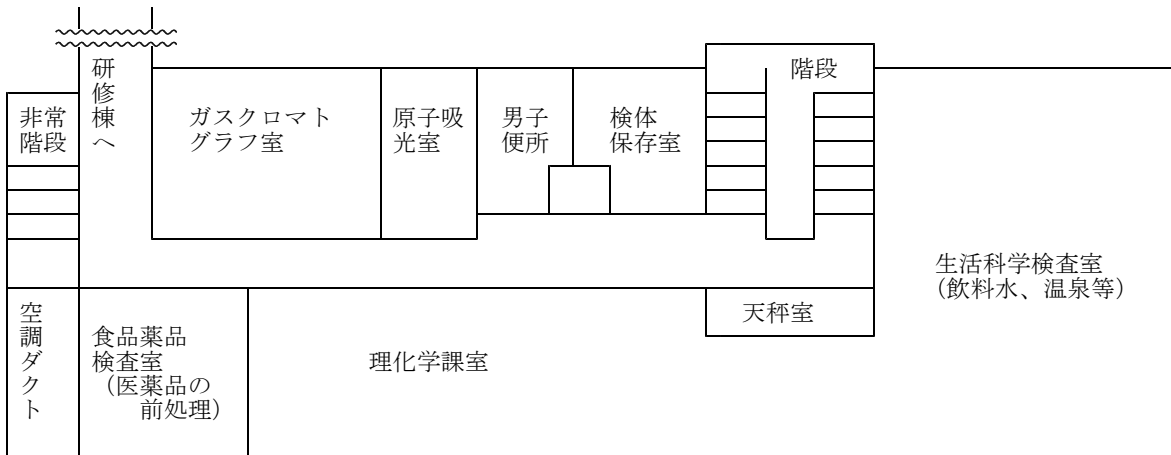 研修棟へ
階段
非常
階段
ガスクロマト
グラフ室
原子吸
光室
男子
便所
検体
保存室
生活科学検査室
（飲料水、温泉等）
空調ダクト
食品薬品
検査室
（医薬品の
前処理）
理化学課室
天秤室